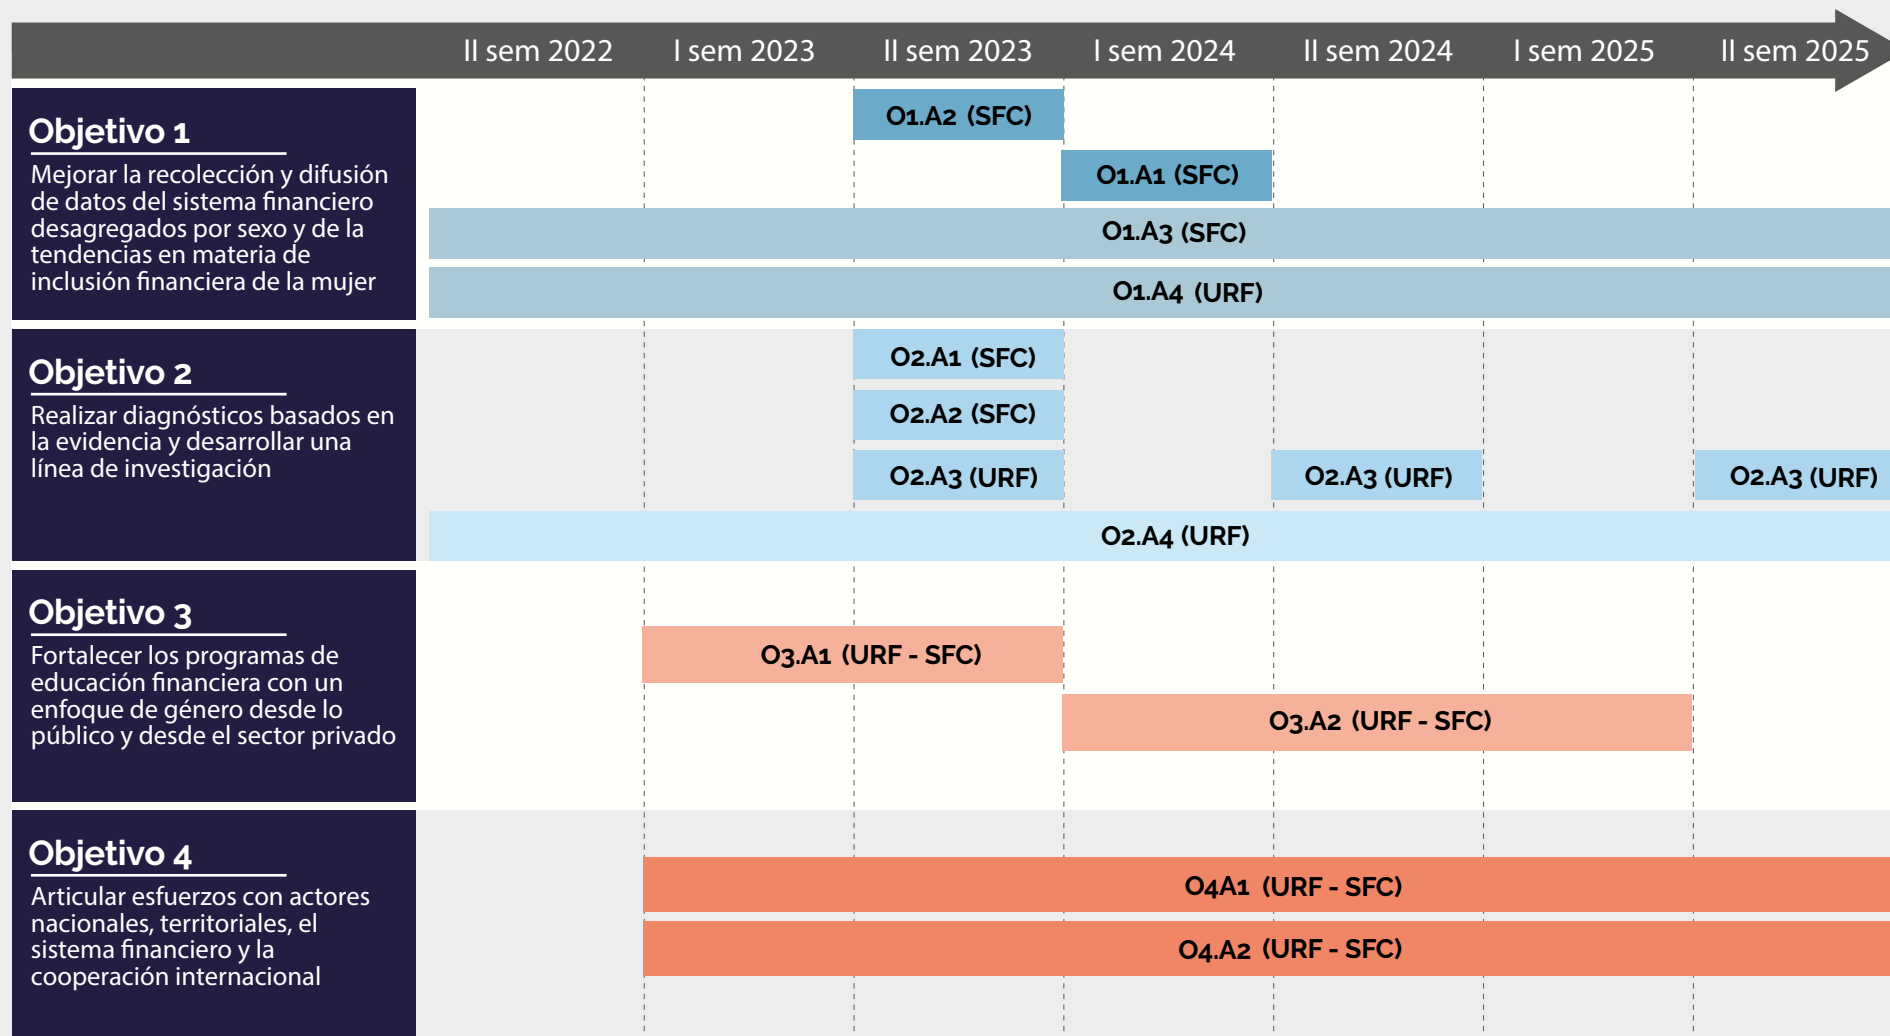 II sem 2022 I sem 2023 II sem 2023 I sem 2024 II sem 2024 I sem 2025 II sem 2025
Objetivo 1
Mejorar la recolección y difusión
de datos del sistema financiero
desagregados por sexo y de la
tendencias en materia de
inclusión financiera de la mujer
O1.A2 (SFC)
O1.A1 (SFC)
O1.A3 (SFC)
O1.A4 (URF)
Objetivo 2
Realizar diagnósticos basados en
la evidencia y desarrollar una
línea de investigación
O2.A1 (SFC)
O2.A2 (SFC)
O2.A3 (URF) O2.A3 (URF) O2.A3 (URF)
O2.A4 (URF)
Objetivo 3
Fortalecer los programas de
educación financiera con un
enfoque de género desde lo
público y desde el sector privado
O3.A1 (URF - SFC)
O3.A2 (URF - SFC)
Objetivo 4
Articular esfuerzos con actores
nacionales, territoriales, el
sistema financiero y la
cooperación internacional
O4A1 (URF - SFC)
O4.A2 (URF - SFC)